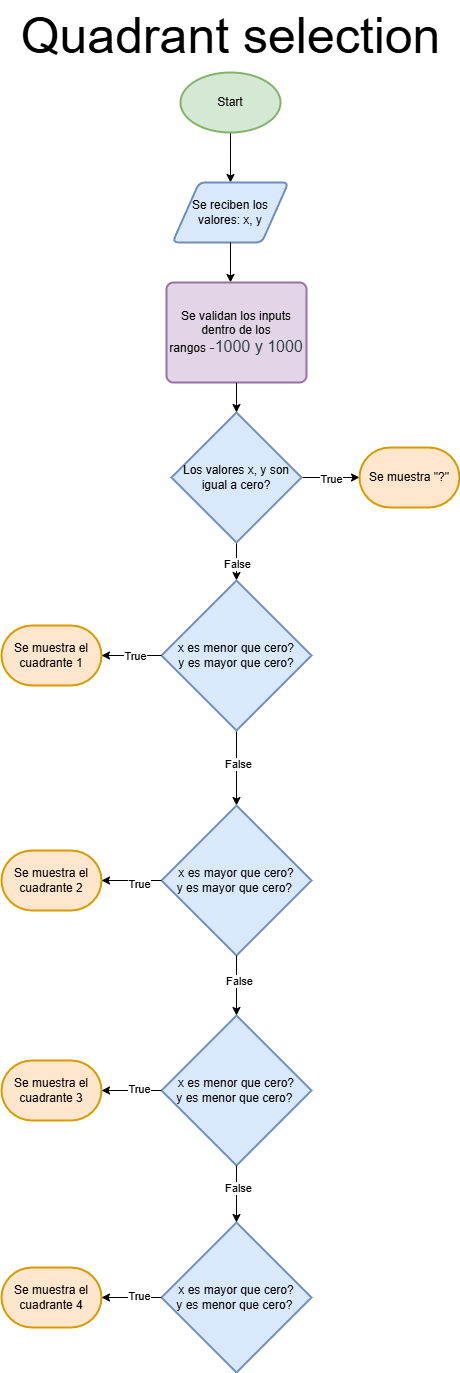 Quadrant selection
Start
Se reciben los
valores: x, y
Se validan los inputs
dentro de los
rangos -1000 y 1000
Los valores x, y son
igual a cero?
True
Se muestra "?"
False
x es menor que cero?
y es mayor que cero?
True
Se muestra el
cuadrante 1
False
x es mayor que cero?
y es mayor que cero?
True
Se muestra el
cuadrante 2
False
x es menor que cero?
y es menor que cero?
True
Se muestra el
cuadrante 3
False
x es mayor que cero?
y es menor que cero?
True
Se muestra el
cuadrante 4